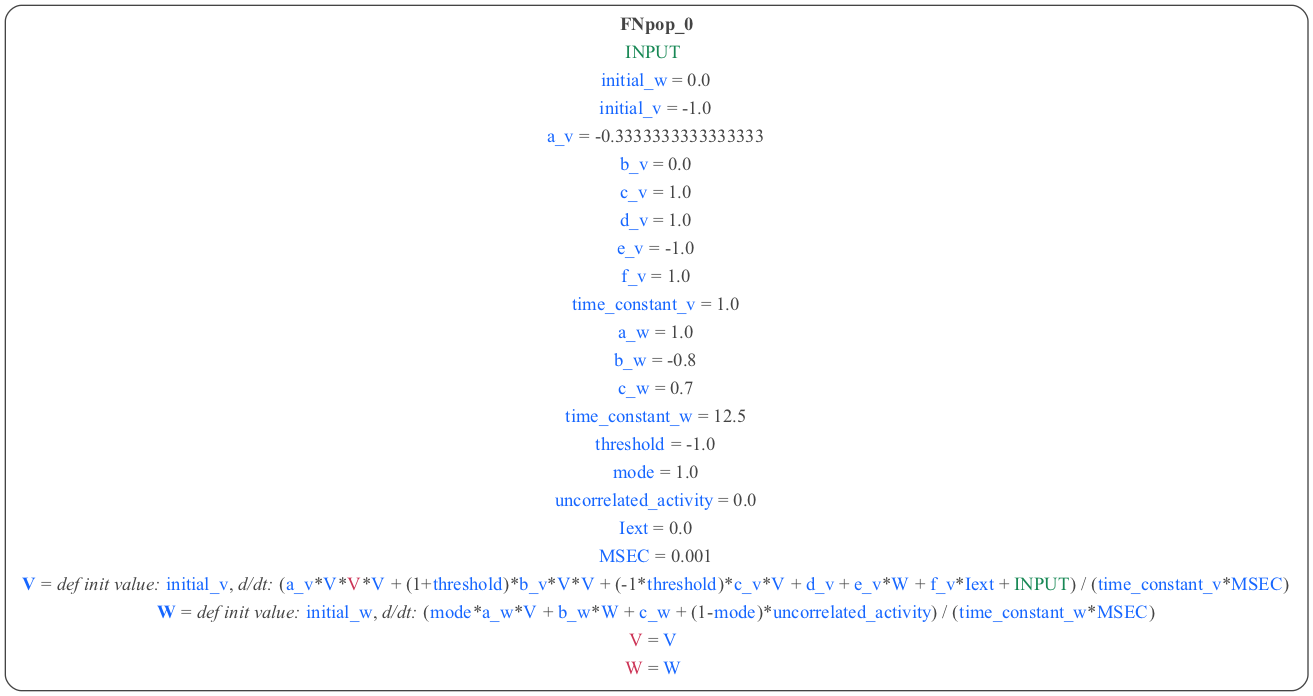 FNpop_0
INPUT
initial_w = 0.0
initial_v = -1.0
a_v = -0.3333333333333333
b_v = 0.0
c_v = 1.0
d_v = 1.0
e_v = -1.0
f_v = 1.0
time_constant_v = 1.0
a_w = 1.0
b_w = -0.8
c_w = 0.7
time_constant_w = 12.5
threshold = -1.0
mode = 1.0
uncorrelated_activity = 0.0
Iext = 0.0
MSEC = 0.001
V = def init value: initial_v, d/dt: (a_v*V*V*V + (1+threshold)*b_v*V*V + (-1*threshold)*c_v*V + d_v + e_v*W + f_v*Iext + INPUT) / (time_constant_v*MSEC)
W = def init value: initial_w, d/dt: (mode*a_w*V + b_w*W + c_w + (1-mode)*uncorrelated_activity) / (time_constant_w*MSEC)
V = V
W = W